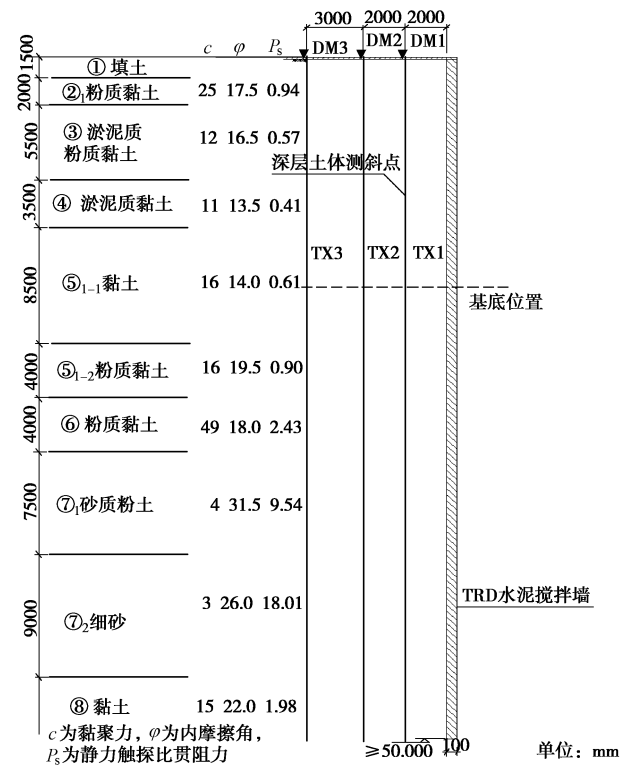 3000 2000 2000
c φ Ps DM3 DM2 DM1
1500 ① 填土
2000 ②1粉质黏土 25 17.5 0.94
5500 ③ 淤泥质
粉质黏土 12 16.5 0.57
深层土体测斜点
3500 ④ 淤泥质黏土 11 13.5 0.41
TX3 TX2 TX1
8500 ⑤1-1黏土 16 14.0 0.61
基底位置
4000 ⑤1-2粉质黏土 16 19.5 0.90
4000 ⑥ 粉质黏土 49 18.0 2.43
7500 ⑦1砂质粉土 4 31.5 9.54
9000 ⑦2细砂 3 26.0 18.01
TRD水泥搅拌墙
⑧ 黏土 15 22.0 1.98
c为黏聚力，φ为内摩擦角，
Ps为静力触探比贯阻力
≥50.000 100
单位：mm